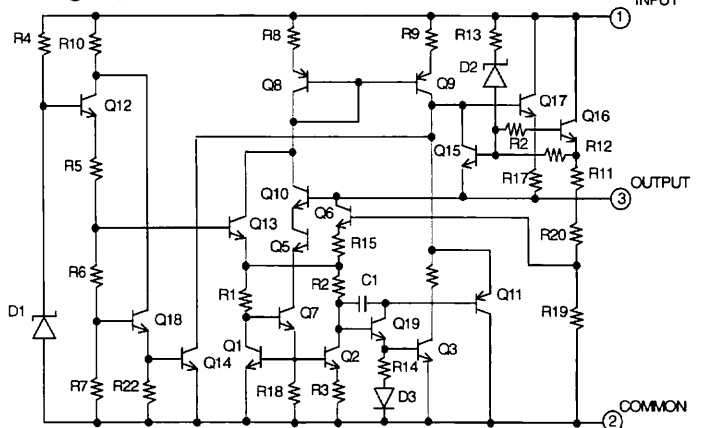 INPUT
1
R4
R10
R8
R9
R13
D2
Q8
Q9
Q12
Q17
Q16
R2
R12
Q15
R5
R17
R11
OUTPUT
3
Q10
Q6
Q13
Q5
R15
R20
R6
R2
C1
R1
Q11
R19
D1
Q18
Q7
Q19
Q1
Q2
Q3
Q14
R14
R7
R22
R18
R3
D3
COMMON
2